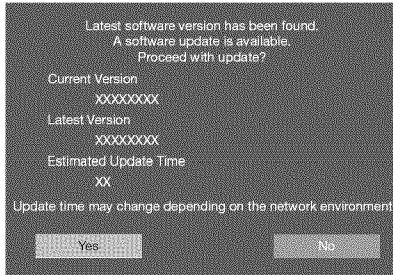 Latest software version has been found.
A software update is available.
Proceed with update?
Current Version
XXXXXXXX
Latest Version
XXXXXXXX
Estimated Update Time
XX
Update time may change depending on the network environment
Yes
No